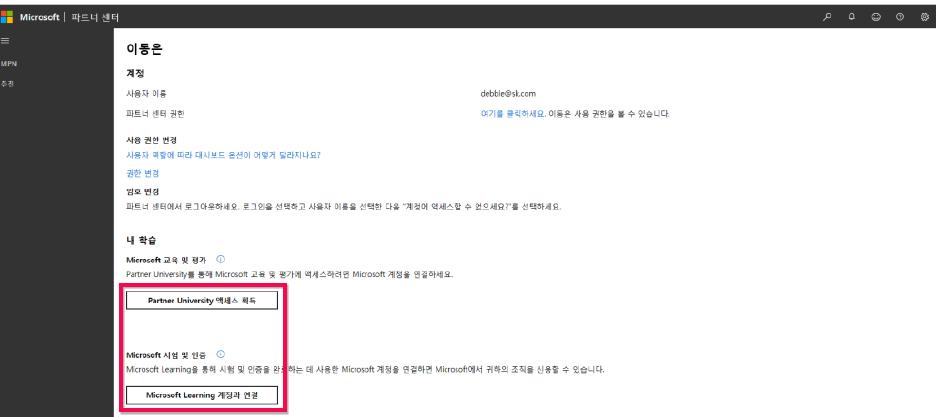 Microsoft | 파트너 센터
MPN
추천
이동은
계정
사용자 이름 debbie@sk.com
파트너 센터 권한 여기를 클릭하세요. 이동은 사용 권한을 볼 수 있습니다.
사용 권한 변경
사용자 역할에 따라 대시보드 옵션이 어떻게 달라지나요?
권한 변경
암호 변경
파트너 센터에서 로그아웃하세요. 로그인을 선택하고 사용자 이름을 선택한 다음 "계정에 액세스할 수 없으세요?"를 선택하세요.
내 학습
Microsoft 교육 및 평가
Partner University를 통해 Microsoft 교육 및 평가에 액세스하려면 Microsoft 계정을 연결하세요.
Partner University 액세스 획득
Microsoft 시험 및 인증
Microsoft Learning을 통해 시험 및 인증을 완료하는 데 사용한 Microsoft 계정을 연결하면 Microsoft에서 귀하의 조직을 신용할 수 있습니다.
Microsoft Learning 계정과 연결